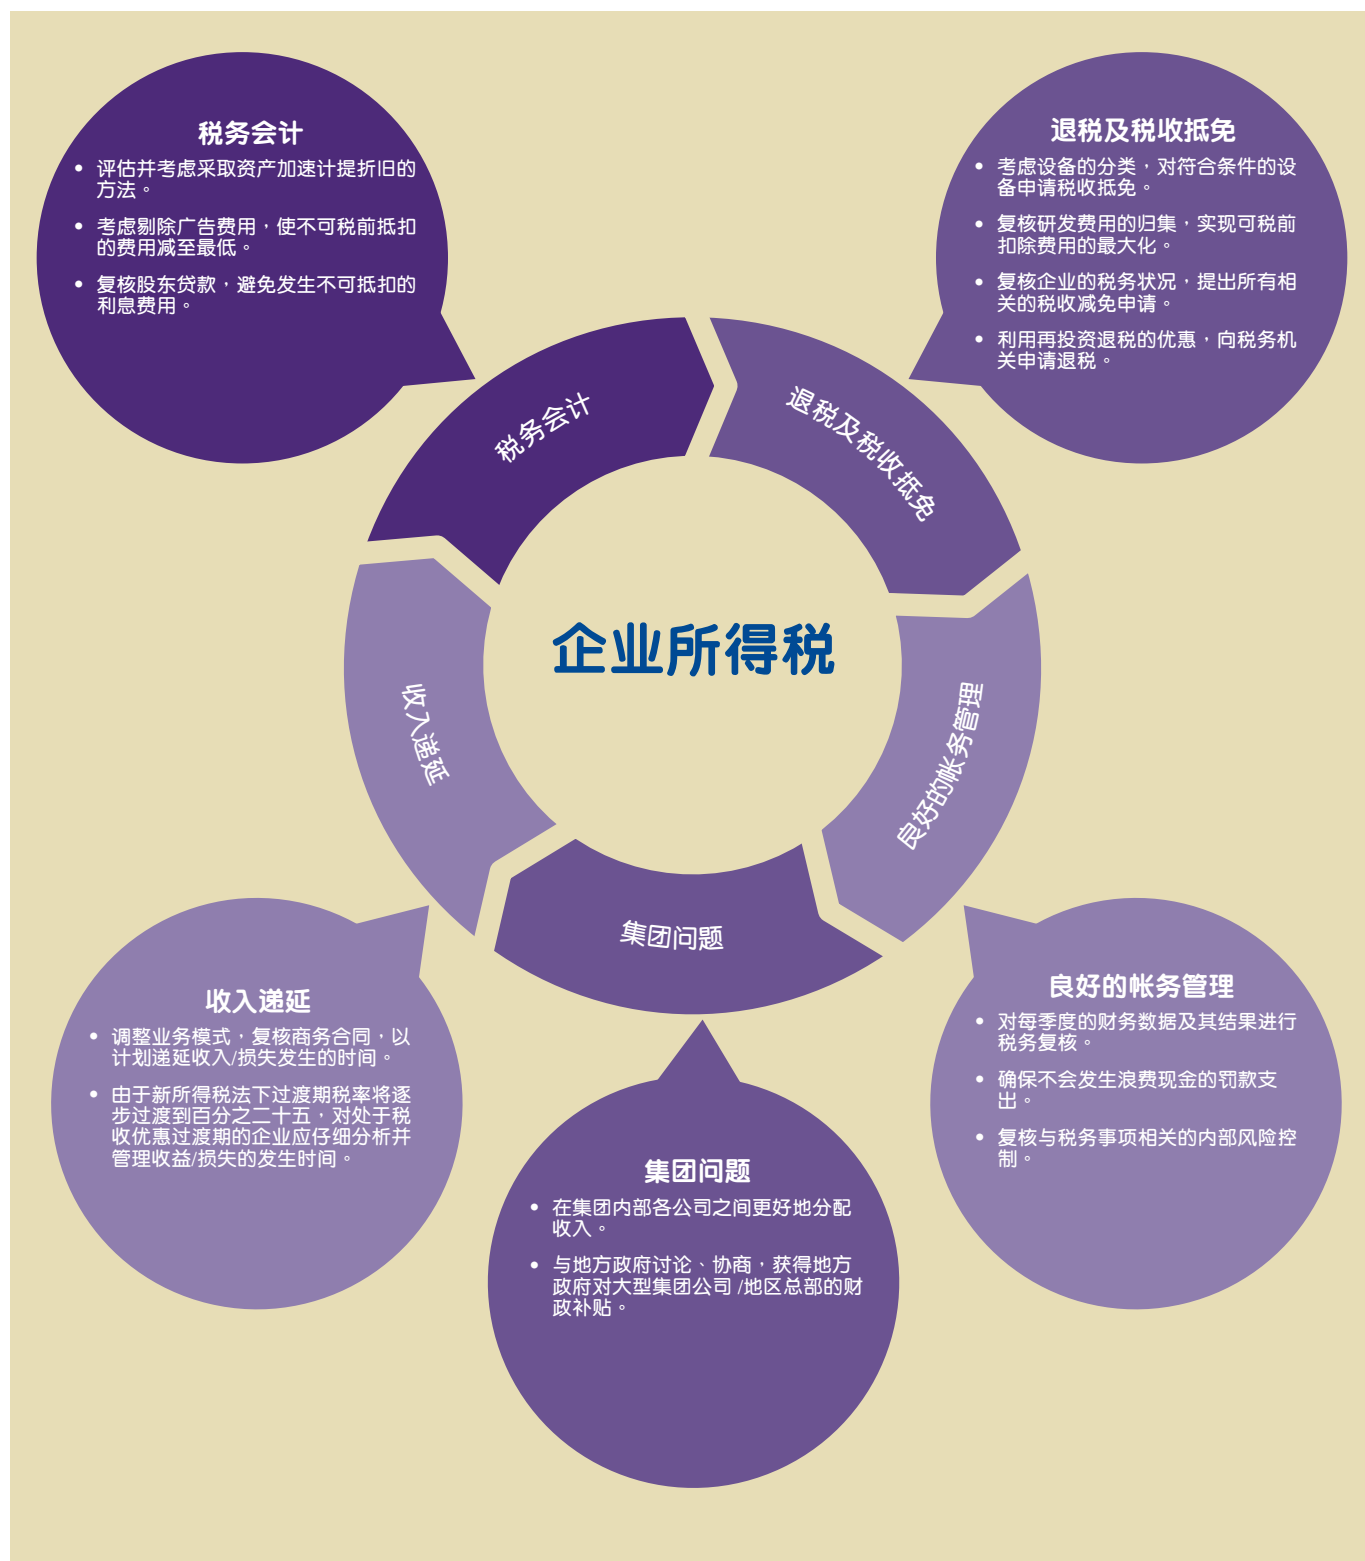 税务会计
• 评估并考虑采取资产加速计提折旧的
方法。
• 考虑剔除广告费用，使不可税前抵扣
的费用减至最低。
• 复核股东贷款，避免发生不可抵扣的
利息费用。
退税及税收抵免
• 考虑设备的分类，对符合条件的设
备申请税收抵免。
• 复核研发费用的归集，实现可税前
扣除费用的最大化。
• 复核企业的税务状况，提出所有相
关的税收减免申请。
• 利用再投资退税的优惠，向税务机
关申请退税。
税务会计
退税及税收抵免
企业所得税
收入递延
良好的帐务管理
集团问题
收入递延
• 调整业务模式，复核商务合同，以
计划递延收入/损失发生的时间。
• 由于新所得税法下过渡期税率将逐
步过渡到百分之二十五，对处于税
收优惠过渡期的企业应仔细分析并
管理收益/损失的发生时间。
良好的帐务管理
• 对每季度的财务数据及其结果进行
税务复核。
• 确保不会发生浪费现金的罚款支
出。
• 复核与税务事项相关的内部风险控
制。
集团问题
• 在集团内部各公司之间更好地分配
收入。
• 与地方政府讨论、协商，获得地方
政府对大型集团公司 /地区总部的财
政补贴。